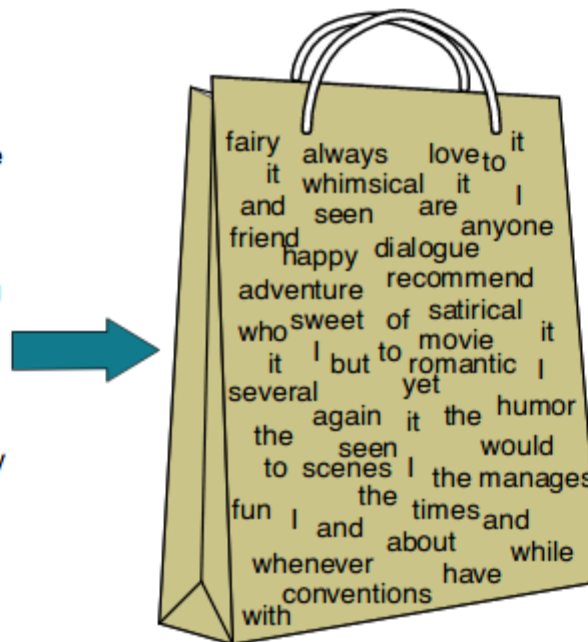 fairy always love to it
it whimsical it I
and seen are anyone
friend happy dialogue
adventure recommend
who sweet of satirical it
it I but to movie romantic I
several yet
again it the humor
the seen would
to scenes I the manages
the
fun I and times and
about
whenever while
have
conventions
with